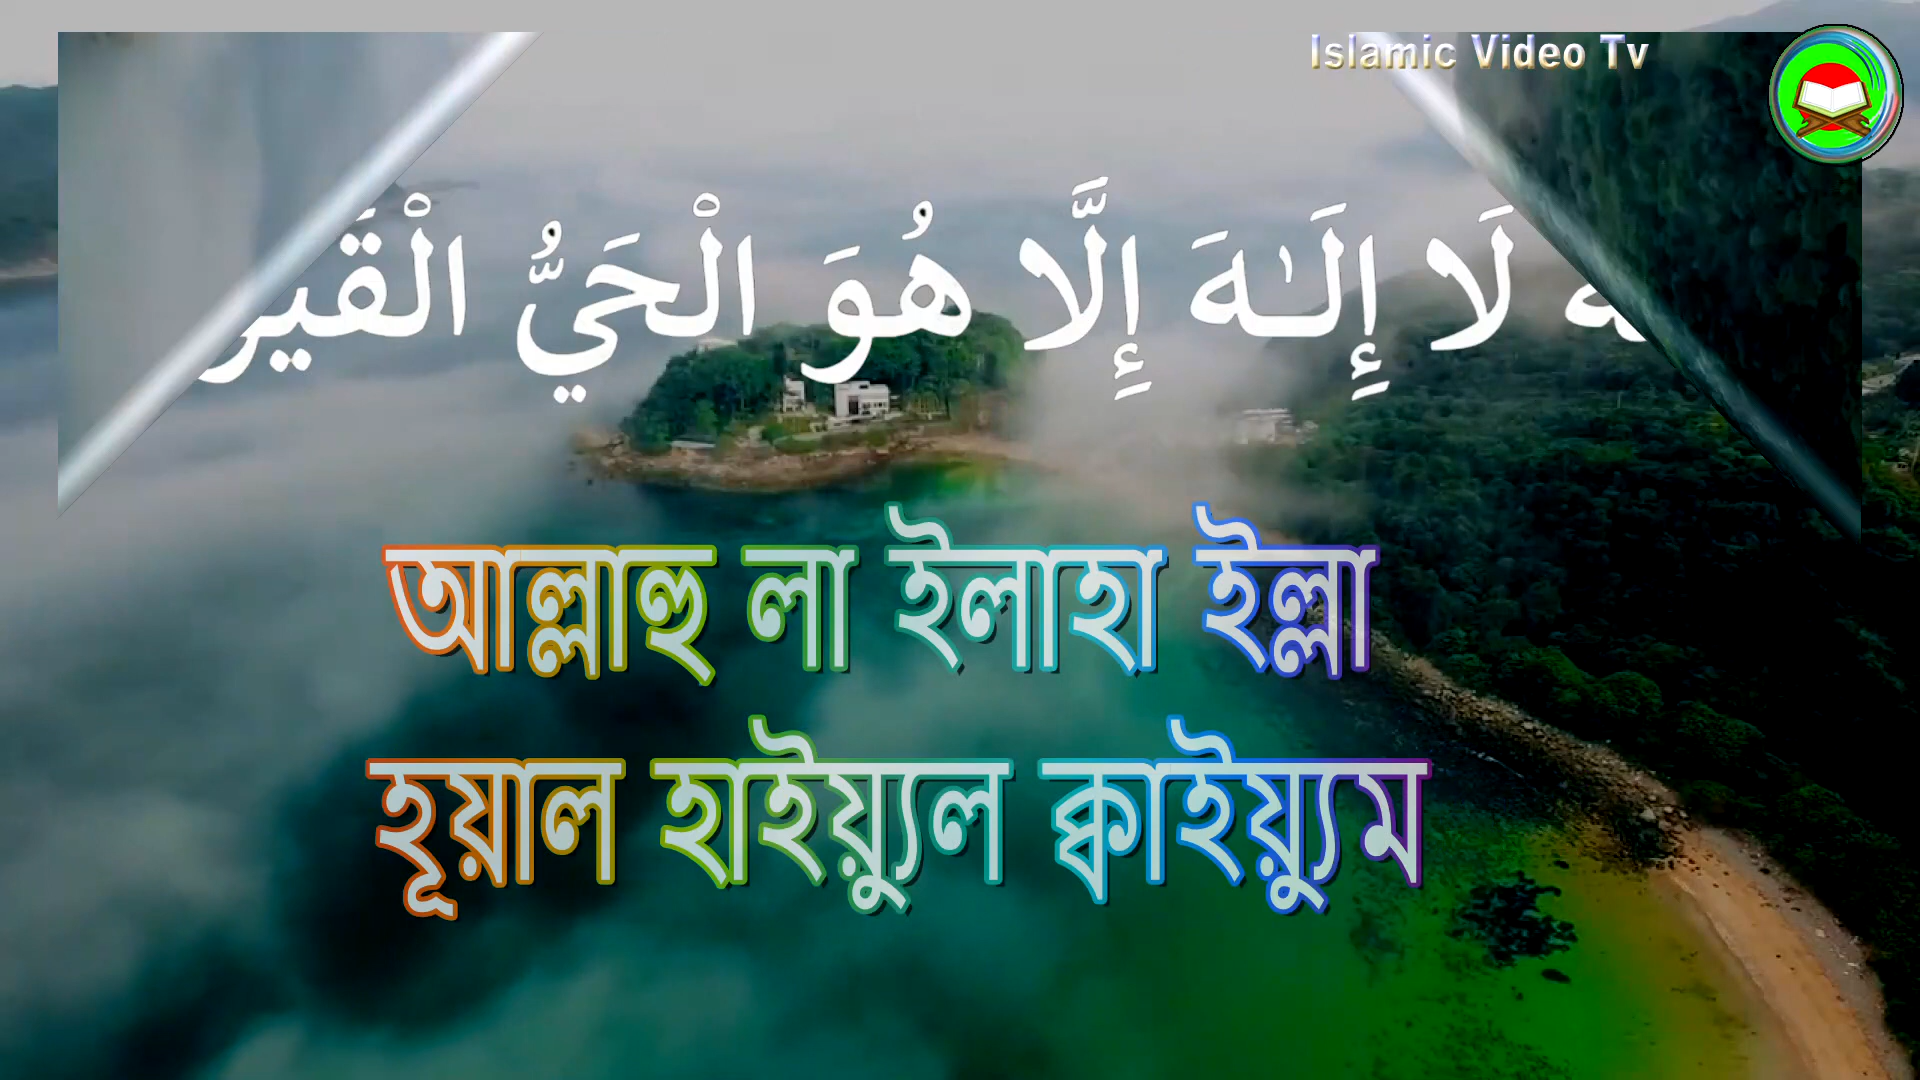 Islamic Video Tv
لَا إِلَـٰهَ إِلَّا هُوَ الْحَيُّ
আল্লাহু লা ইলাহা ইল্লা
হূয়াল হাইয়্যুল ক্বাইয়্যুম